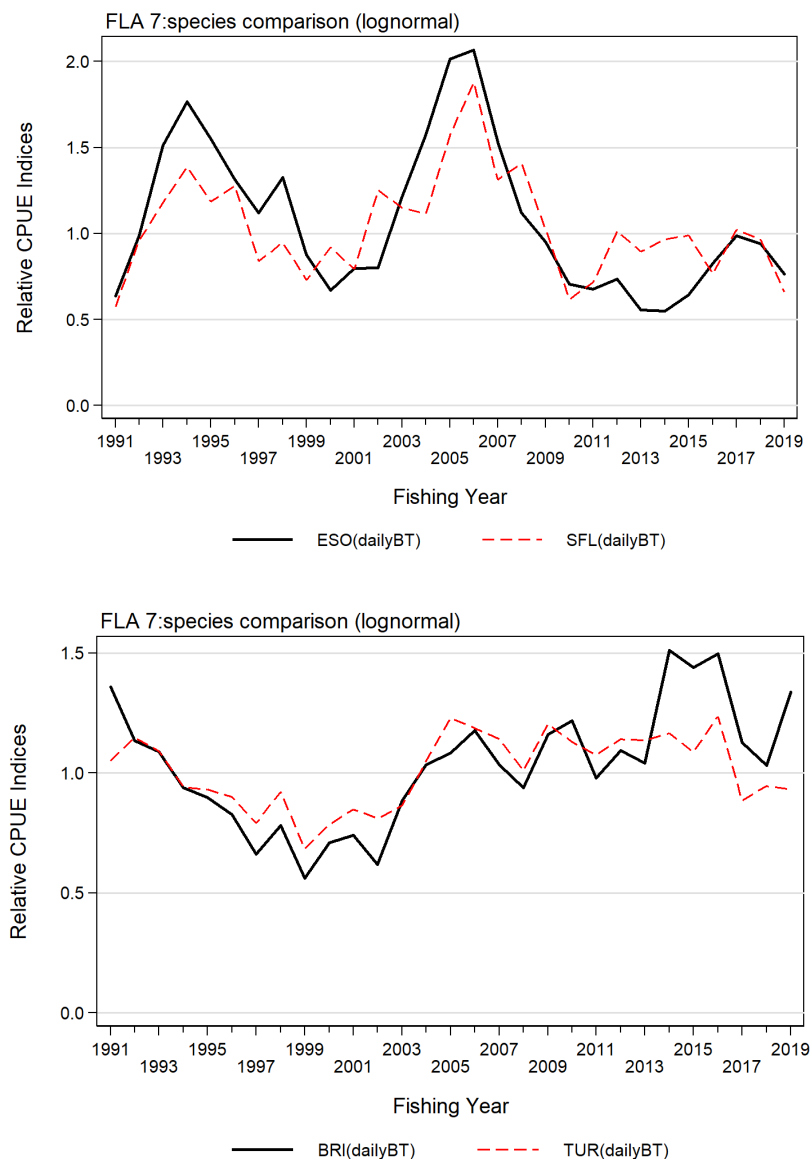 FLA 7:species comparison (lognormal)
2.0
1.5
1.0
0.5
0.0
Relative CPUE Indices
1991 1995 1999 2003 2007 2011 2015 2019
1993 1997 2001 2005 2009 2013 2017
Fishing Year
ESO(dailyBT) SFL(dailyBT)
FLA 7:species comparison (lognormal)
1.5
1.0
0.5
0.0
Relative CPUE Indices
1991 1995 1999 2003 2007 2011 2015 2019
1993 1997 2001 2005 2009 2013 2017
Fishing Year
BRI(dailyBT) TUR(dailyBT)